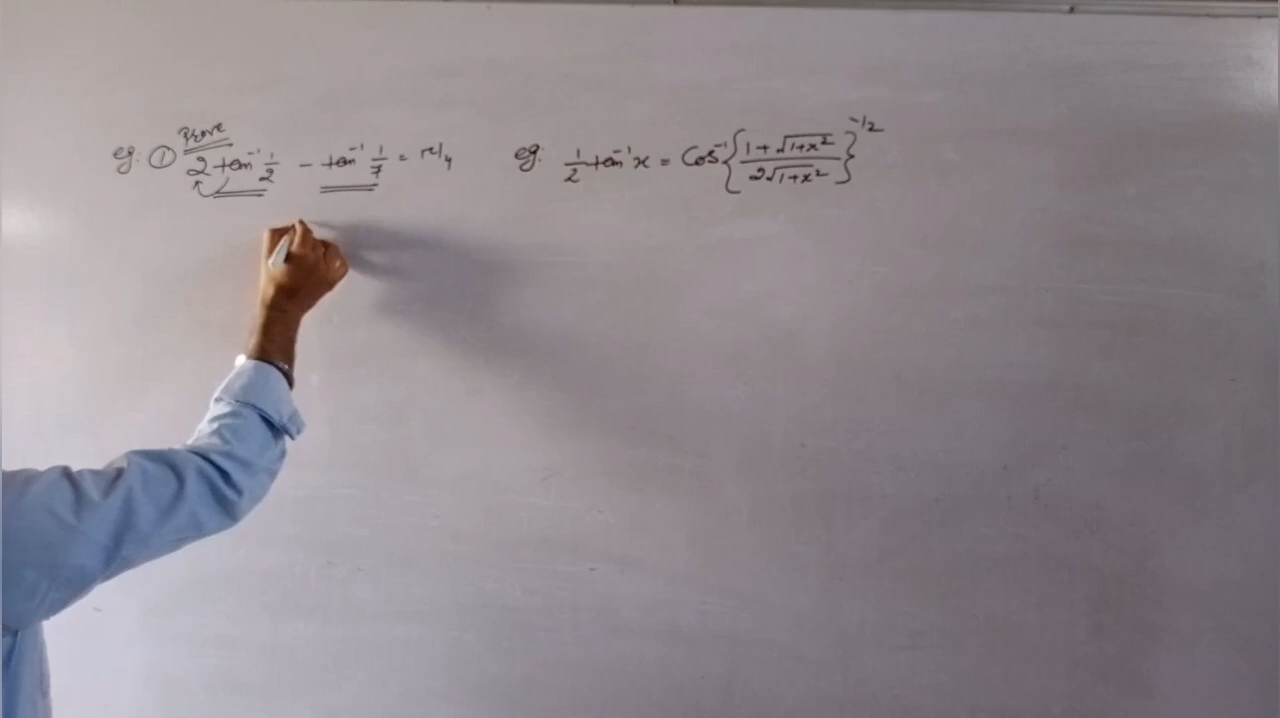 Prove
eg: ① 2 tan⁻¹ 1/2 - tan⁻¹ 1/7 = π/4
eg: 1/2 tan⁻¹ x = Cos⁻¹ { (1 + √(1+x²)) / (2√(1+x²)) }^(-1/2)